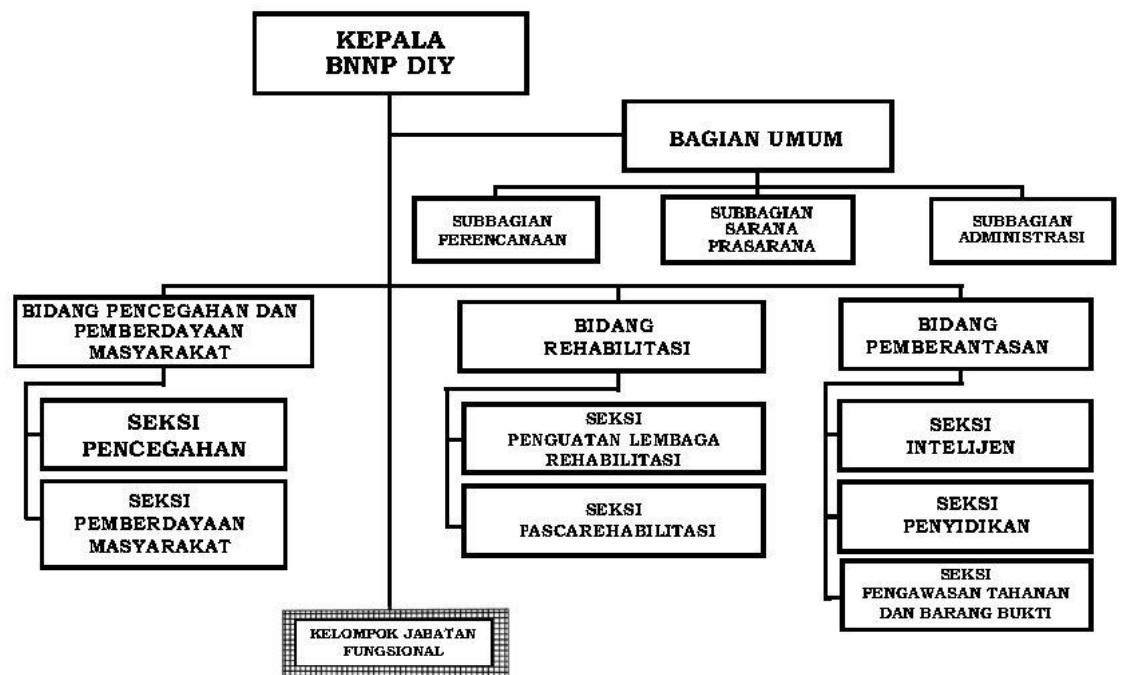 KEPALA
BNNP DIY
BAGIAN UMUM
SUBBAGIAN
PERENCANAAN
SUBBAGIAN
SARANA
PRASARANA
SUBBAGIAN
ADMINISTRASI
BIDANG PENCEGAHAN DAN
PEMBERDAYAAN
MASYARAKAT
BIDANG
REHABILITASI
BIDANG
PEMBERANTASAN
SEKSI
PENCEGAHAN
SEKSI
PEMBERDAYAAN
MASYARAKAT
SEKSI
PENGUATAN LEMBAGA
REHABILITASI
SEKSI
PASCAREHABILITASI
SEKSI
INTELIJEN
SEKSI
PENYIDIKAN
SEKSI
PENGAWASAN TAHANAN
DAN BARANG BUKTI
KELOMPOK JABATAN
FUNGSIONAL